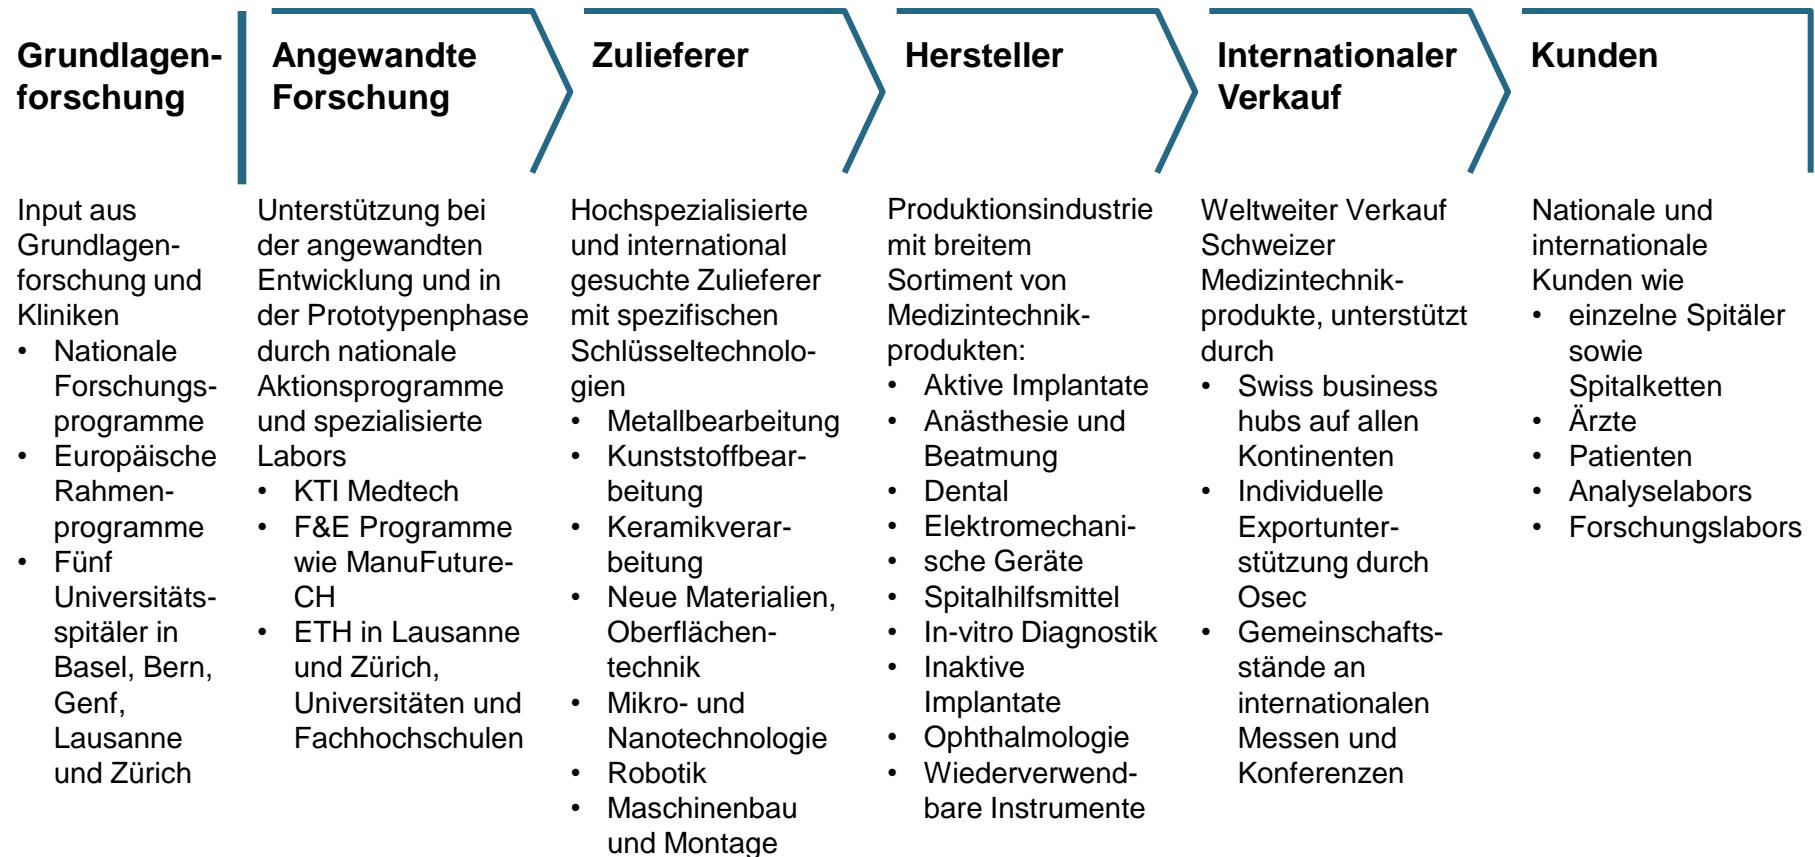 Grundlagen-
forschung
Angewandte
Forschung
Zulieferer
Hersteller
Internationaler
Verkauf
Kunden
Input aus
Grundlagen-
forschung und
Kliniken
• Nationale
Forschungs-
programme
• Europäische
Rahmen-
programme
• Fünf
Universitäts-
spitäler in
Basel, Bern,
Genf,
Lausanne
und Zürich
Unterstützung bei
der angewandten
Entwicklung und in
der Prototypenphase
durch nationale
Aktionsprogramme
und spezialisierte
Labors
• KTI Medtech
• F&E Programme
wie ManuFuture-
CH
• ETH in Lausanne
und Zürich,
Universitäten und
Fachhochschulen
Hochspezialisierte
und international
gesuchte Zulieferer
mit spezifischen
Schlüsseltechnolo-
gien
• Metallbearbeitung
• Kunststoffbear-
beitung
• Keramikverar-
beitung
• Neue Materialien,
Oberflächen-
technik
• Mikro- und
Nanotechnologie
• Robotik
• Maschinenbau
und Montage
Produktionsindustrie
mit breitem
Sortiment von
Medizintechnik-
produkten:
• Aktive Implantate
• Anästhesie und
Beatmung
• Dental
• Elektromechani-
• sche Geräte
• Spitalhilfsmittel
• In-vitro Diagnostik
• Inaktive
Implantate
• Ophthalmologie
• Wiederverwend-
bare Instrumente
Weltweiter Verkauf
Schweizer
Medizintechnik-
produkte, unterstützt
durch
• Swiss business
hubs auf allen
Kontinenten
• Individuelle
Exportunter-
stützung durch
Osec
• Gemeinschafts-
stände an
internationalen
Messen und
Konferenzen
Nationale und
internationale
Kunden wie
• einzelne Spitäler
sowie
Spitalketten
• Ärzte
• Patienten
• Analyselabors
• Forschungslabors